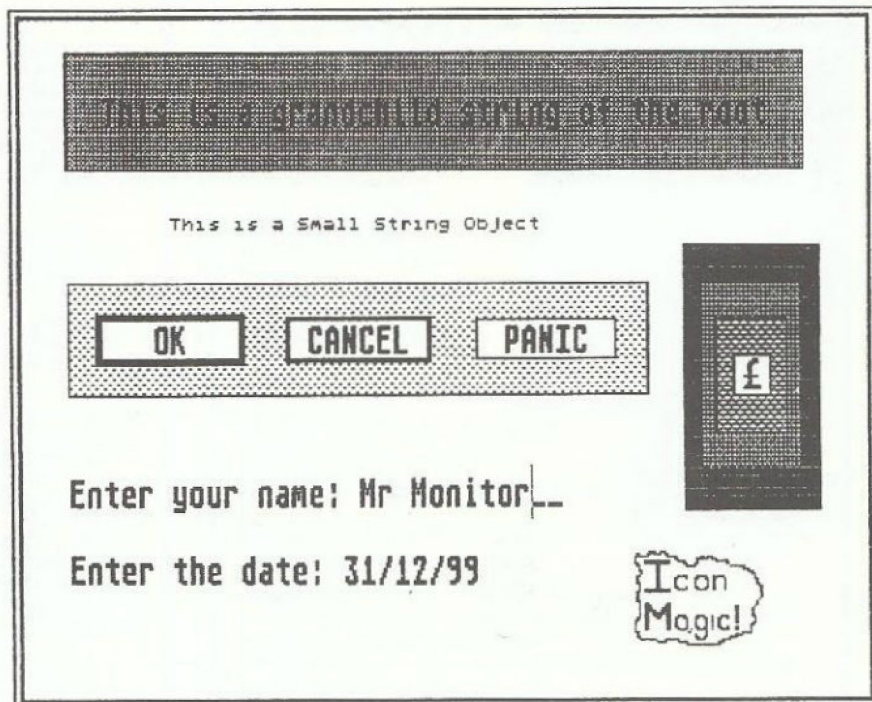 This is a grandchild string of the root
This is a Small String Object
OK CANCEL PANIC
£
Enter your name: Mr Monitor__
Enter the date: 31/12/99
Icon
Magic!